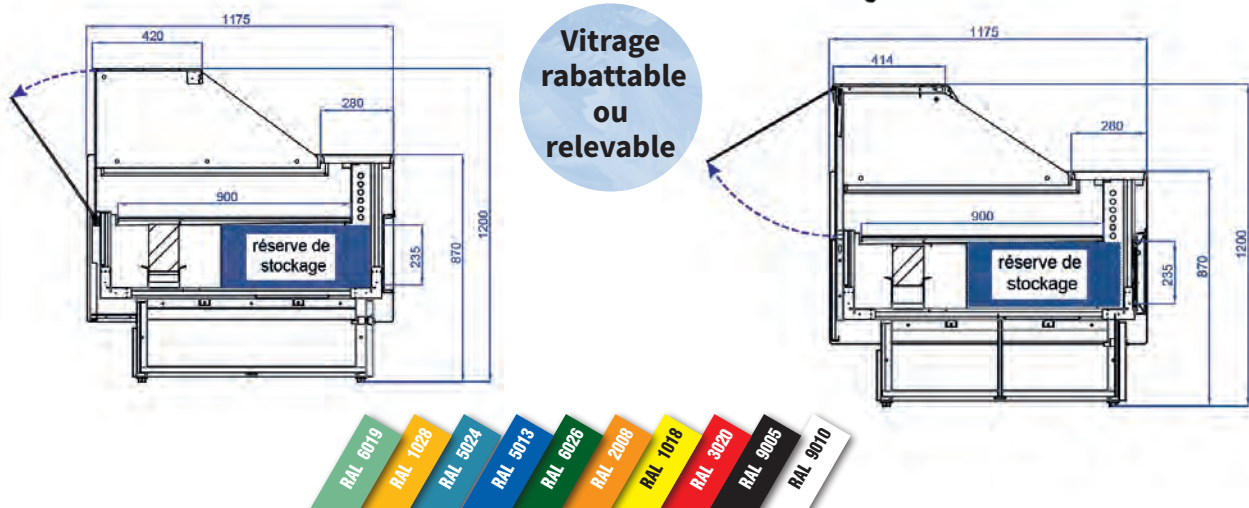 1175
420
280
900
réserve de
stockage
235
870
1200
Vitrage
rabattable
ou
relevable
1175
414
280
900
réserve de
stockage
235
870
1200
RAL 6019
RAL 1028
RAL 5024
RAL 5013
RAL 6026
RAL 2008
RAL 1018
RAL 3020
RAL 9005
RAL 9010